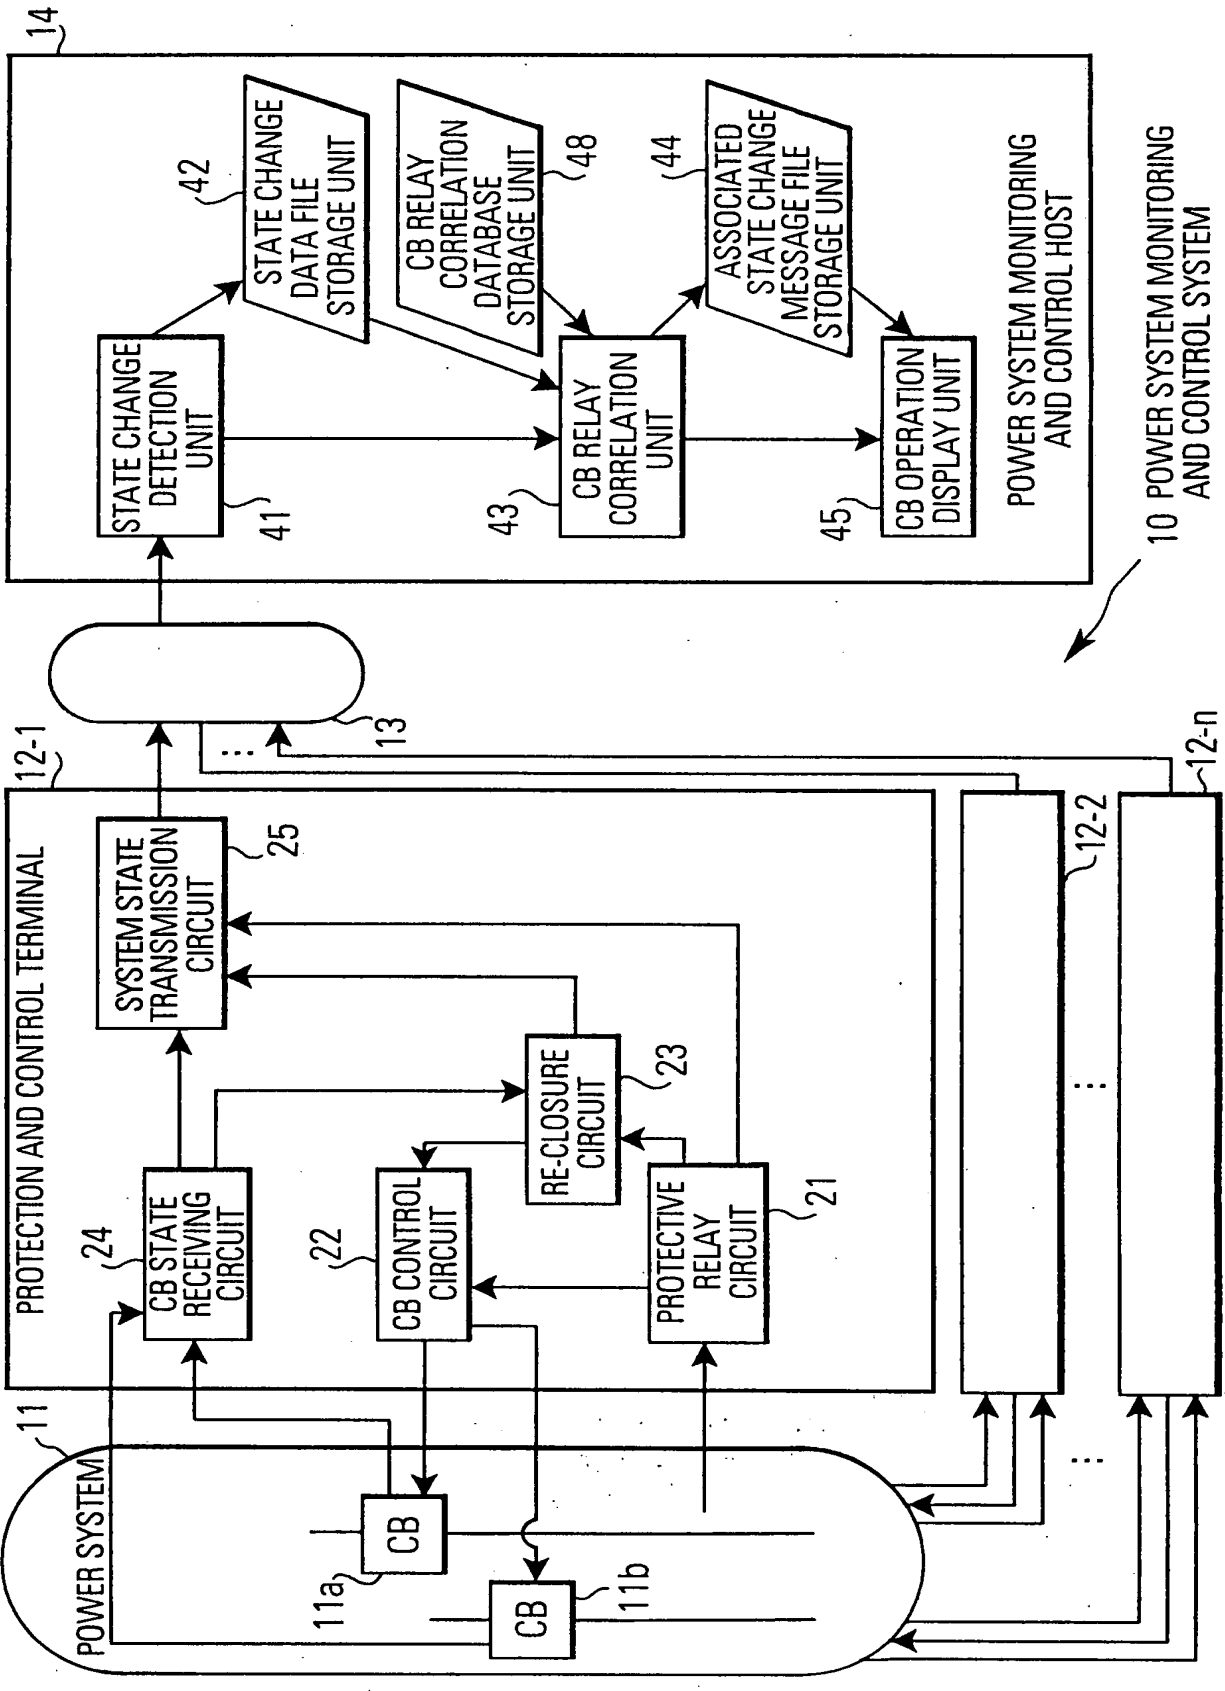 11
POWER SYSTEM
CB
11a
CB
11b
12-1
PROTECTION AND CONTROL TERMINAL
24
CB STATE
RECEIVING
CIRCUIT
22
CB CONTROL
CIRCUIT
PROTECTIVE
RELAY
CIRCUIT
21
RE-CLOSURE
CIRCUIT
23
SYSTEM STATE
TRANSMISSION
CIRCUIT
25
12-2
12-n
...
...
...
13
14
STATE CHANGE
DETECTION
UNIT
41
42
STATE CHANGE
DATA FILE
STORAGE UNIT
CB RELAY
CORRELATION
DATABASE
STORAGE UNIT
48
43
CB RELAY
CORRELATION
UNIT
44
ASSOCIATED
STATE CHANGE
MESSAGE FILE
STORAGE UNIT
45
CB OPERATION
DISPLAY UNIT
POWER SYSTEM MONITORING
AND CONTROL HOST
10 POWER SYSTEM MONITORING
AND CONTROL SYSTEM